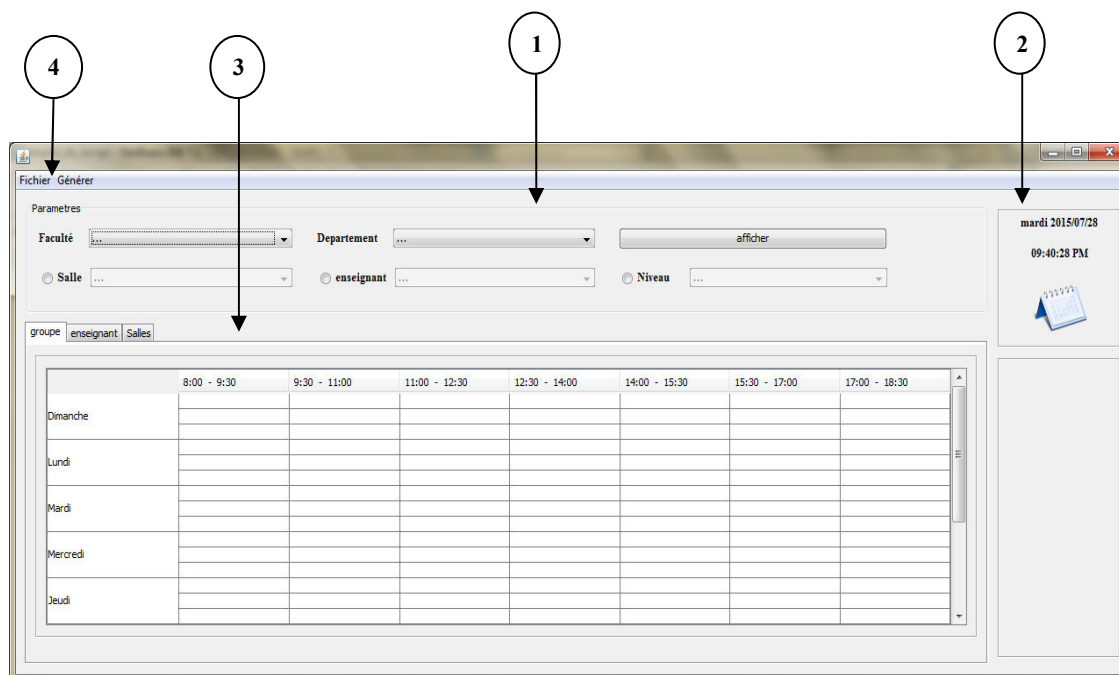 4 3 1 2
Fichier Générer
Parametres
Faculté ... Departement ... afficher
Salle ... enseignant ... Niveau ...
mardi 2015/07/28
09:40:28 PM
groupe enseignant Salles
8:00 - 9:30 9:30 - 11:00 11:00 - 12:30 12:30 - 14:00 14:00 - 15:30 15:30 - 17:00 17:00 - 18:30
Dimanche
Lundi
Mardi
Mercredi
Jeudi